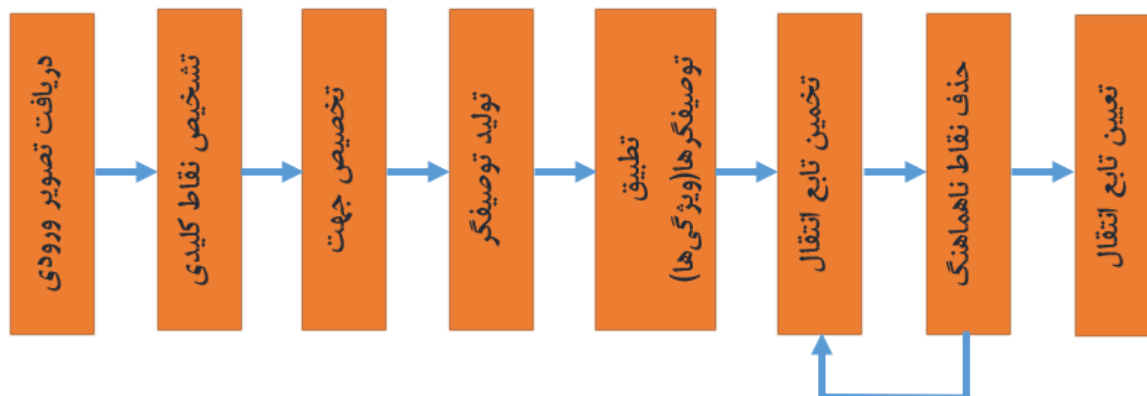 دریافت تصویر ورودی
تشخیص نقاط کلیدی
تخصیص جهت
تولید توصیفگر
تطبیق
توصیفگرها(ویژگی‌ها)
تخمین تابع انتقال
حذف نقاط ناهماهنگ
تعیین تابع انتقال